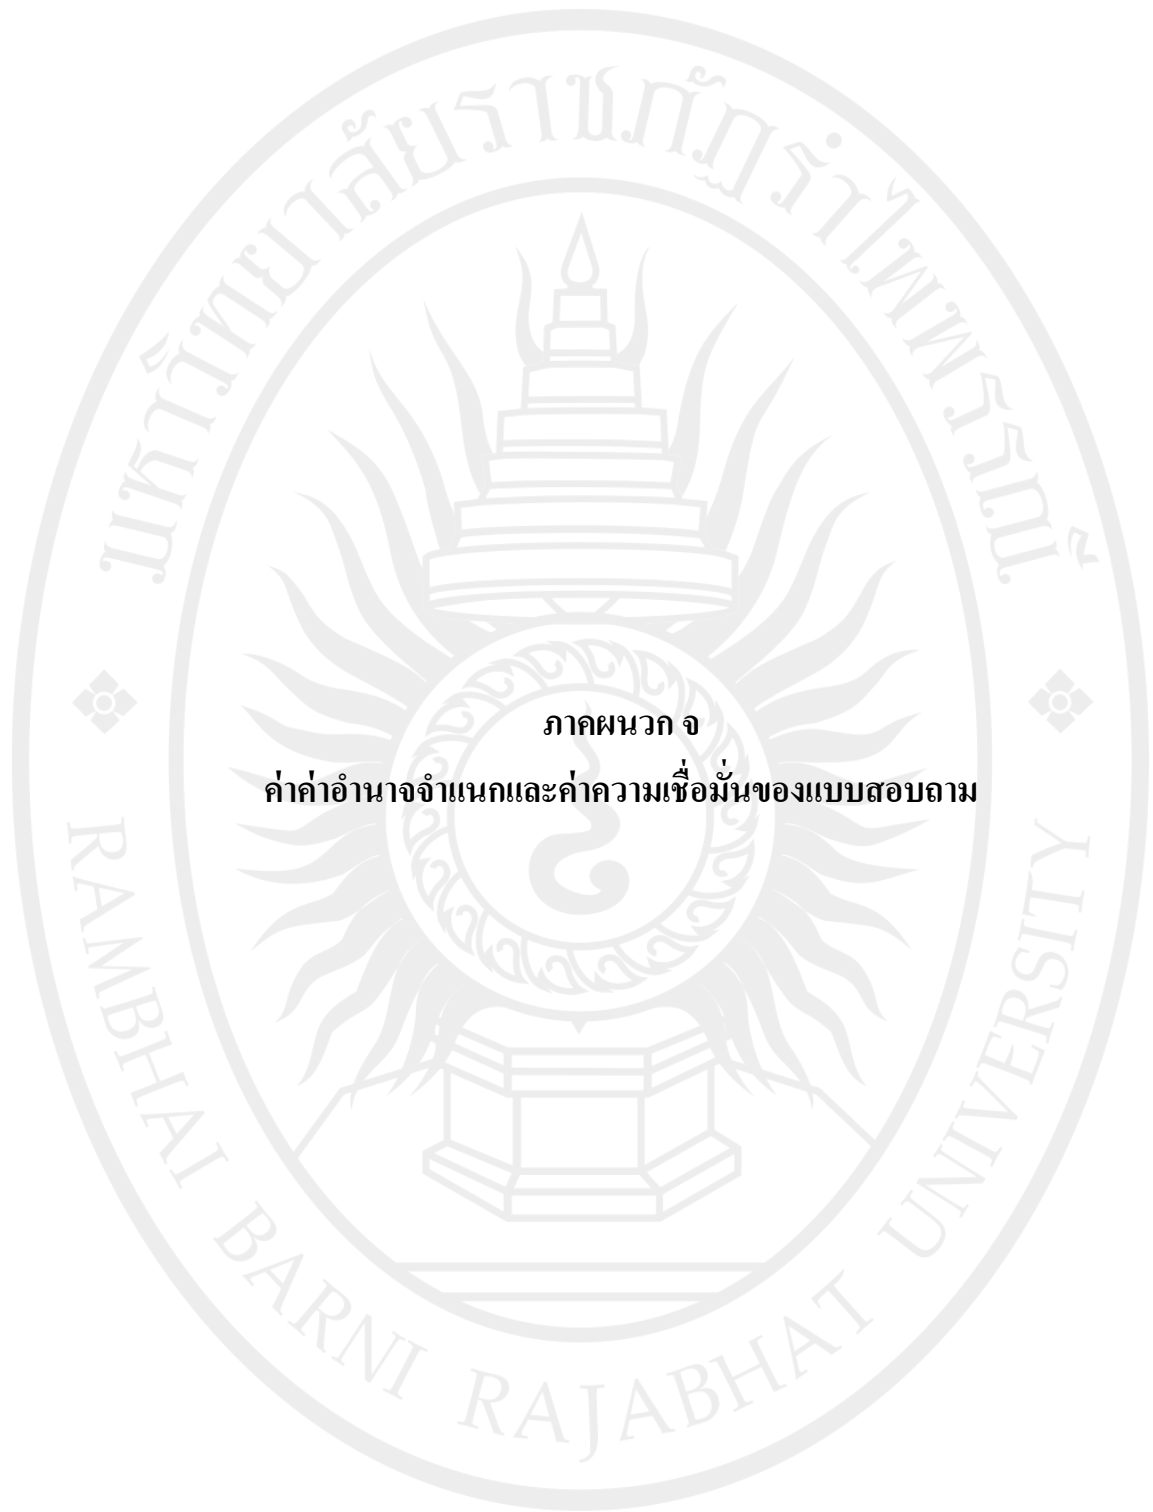 มหาวิทยาลัยราชภัฏรำไพพรรณี
ภาคผนวก จ
ค่าค่าอำนาจจำแนกและค่าความเชื่อมั่นของแบบสอบถาม
RAMBHAI BARNI RAJABHAT UNIVERSITY